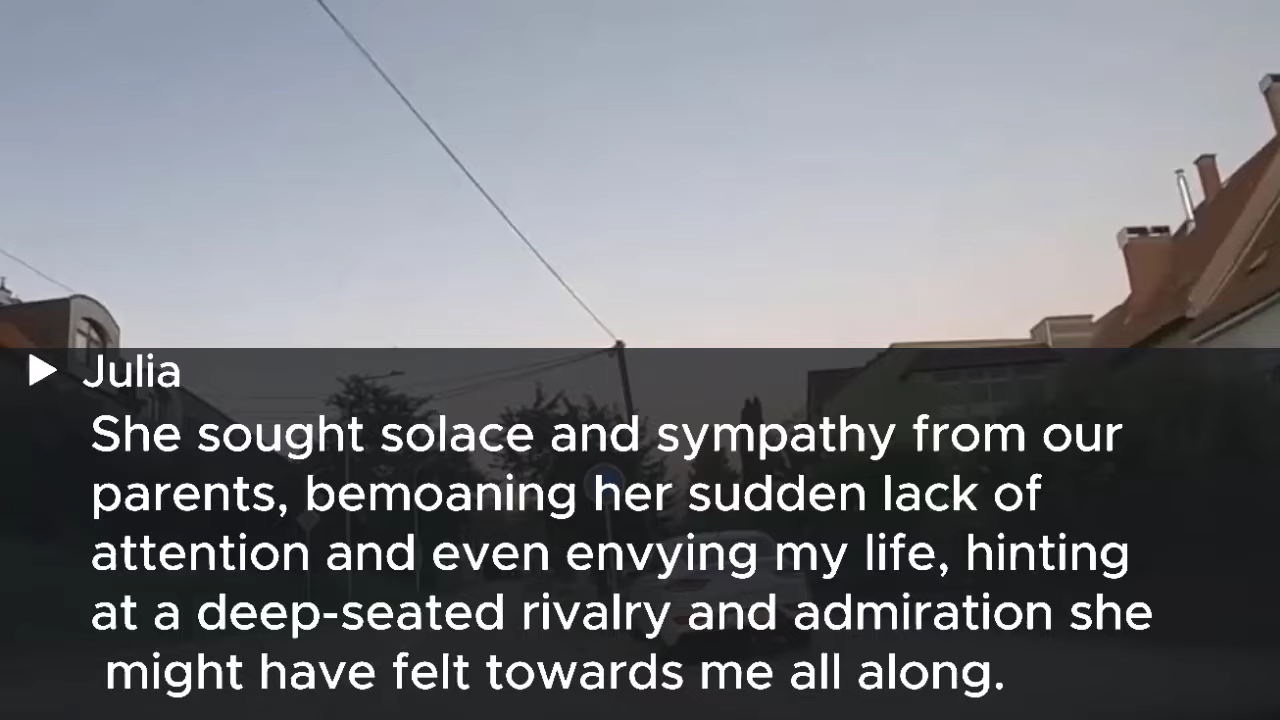 Julia
She sought solace and sympathy from our
parents, bemoaning her sudden lack of
attention and even envying my life, hinting
at a deep-seated rivalry and admiration she
might have felt towards me all along.